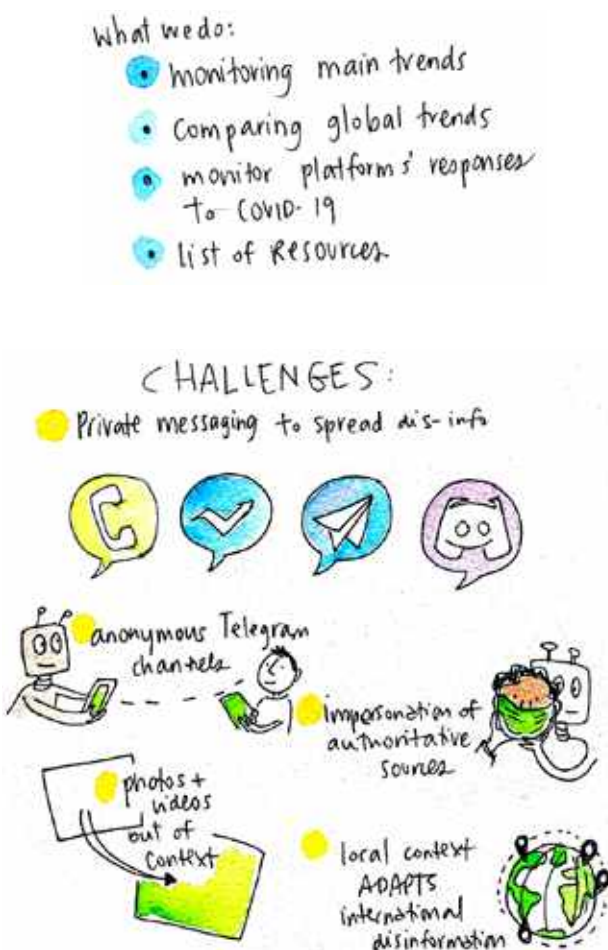 What we do:
monitoring main trends
Comparing global trends
monitor platforms' responses
to COVID-19
list of Resources
CHALLENGES:
Private messaging to spread dis-info
anonymous Telegram
channels
impersonation of
authoritative
sources
photos +
videos
out of
context
local context
ADAPTS
international
disinformation